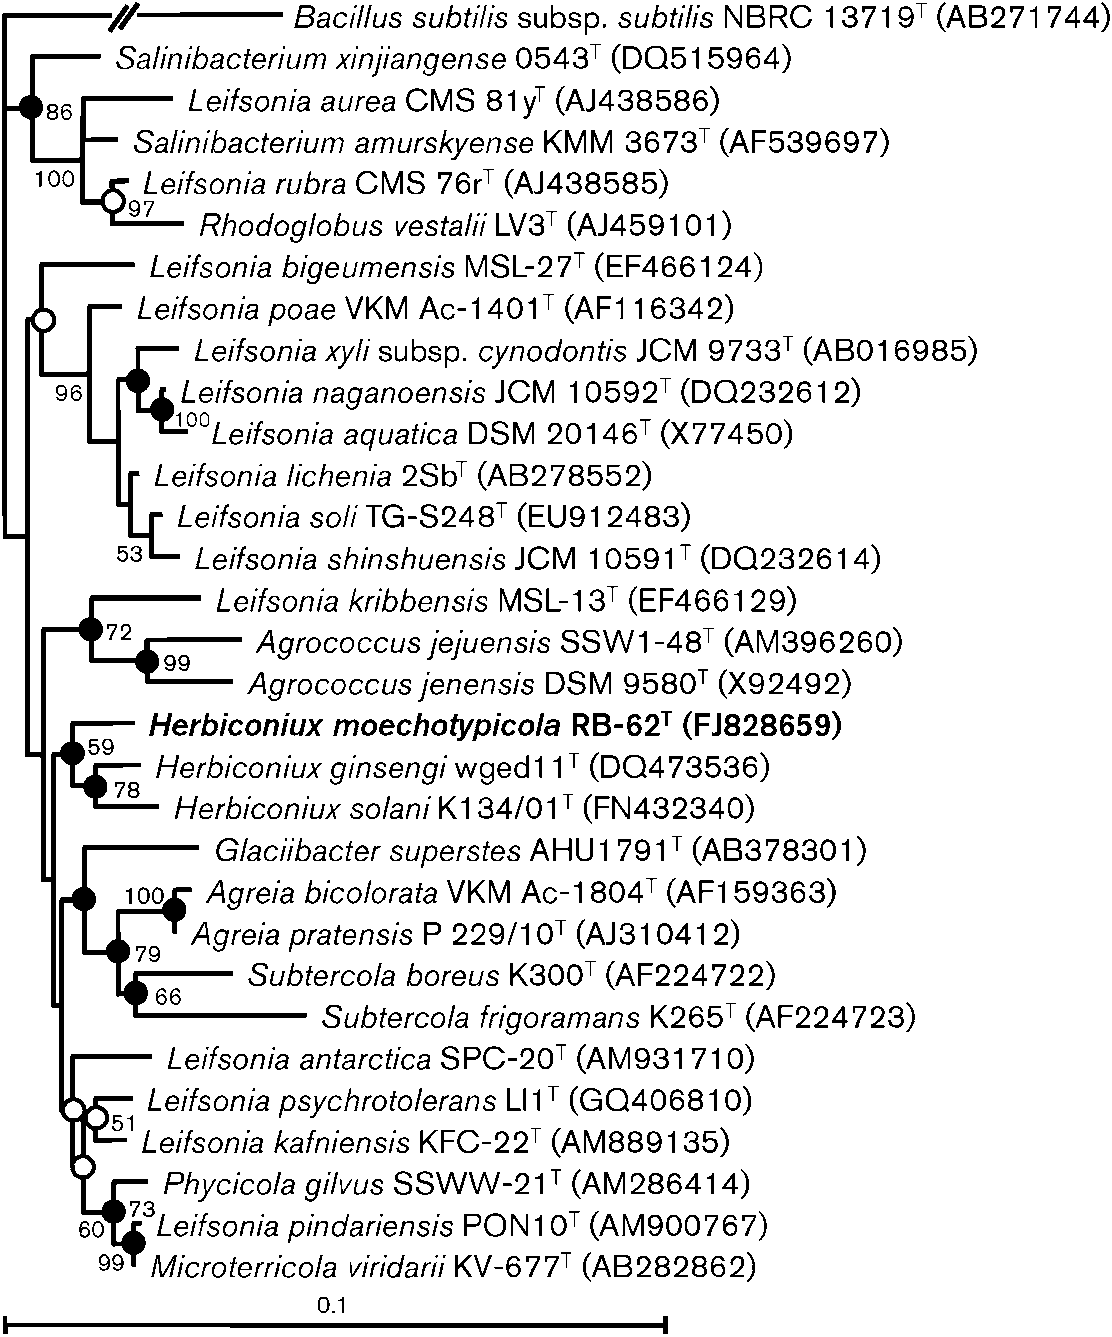 Bacillus subtilis subsp. subtilis NBRC 13719ᵀ (AB271744)
Salinibacterium xinjiangense 0543ᵀ (DQ515964)
86
Leifsonia aurea CMS 81yᵀ (AJ438586)
Salinibacterium amurskyense KMM 3673ᵀ (AF539697)
100
Leifsonia rubra CMS 76rᵀ (AJ438585)
97
Rhodoglobus vestalii LV3ᵀ (AJ459101)
Leifsonia bigeumensis MSL-27ᵀ (EF466124)
Leifsonia poae VKM Ac-1401ᵀ (AF116342)
Leifsonia xyli subsp. cynodontis JCM 9733ᵀ (AB016985)
96
Leifsonia naganoensis JCM 10592ᵀ (DQ232612)
100
Leifsonia aquatica DSM 20146ᵀ (X77450)
Leifsonia lichenia 2Sbᵀ (AB278552)
Leifsonia soli TG-S248ᵀ (EU912483)
53
Leifsonia shinshuensis JCM 10591ᵀ (DQ232614)
Leifsonia kribbensis MSL-13ᵀ (EF466129)
72
Agrococcus jejuensis SSW1-48ᵀ (AM396260)
99
Agrococcus jenensis DSM 9580ᵀ (X92492)
Herbiconiux moechotypicola RB-62ᵀ (FJ828659)
59
Herbiconiux ginsengi wged11ᵀ (DQ473536)
78
Herbiconiux solani K134/01ᵀ (FN432340)
Glaciibacter superstes AHU1791ᵀ (AB378301)
100
Agreia bicolorata VKM Ac-1804ᵀ (AF159363)
Agreia pratensis P 229/10ᵀ (AJ310412)
79
Subtercola boreus K300ᵀ (AF224722)
66
Subtercola frigoramans K265ᵀ (AF224723)
Leifsonia antarctica SPC-20ᵀ (AM931710)
Leifsonia psychrotolerans LI1ᵀ (GQ406810)
51
Leifsonia kafniensis KFC-22ᵀ (AM889135)
Phycicola gilvus SSWW-21ᵀ (AM286414)
73
60
Leifsonia pindariensis PON10ᵀ (AM900767)
99
Microterricola viridarii KV-677ᵀ (AB282862)
0.1